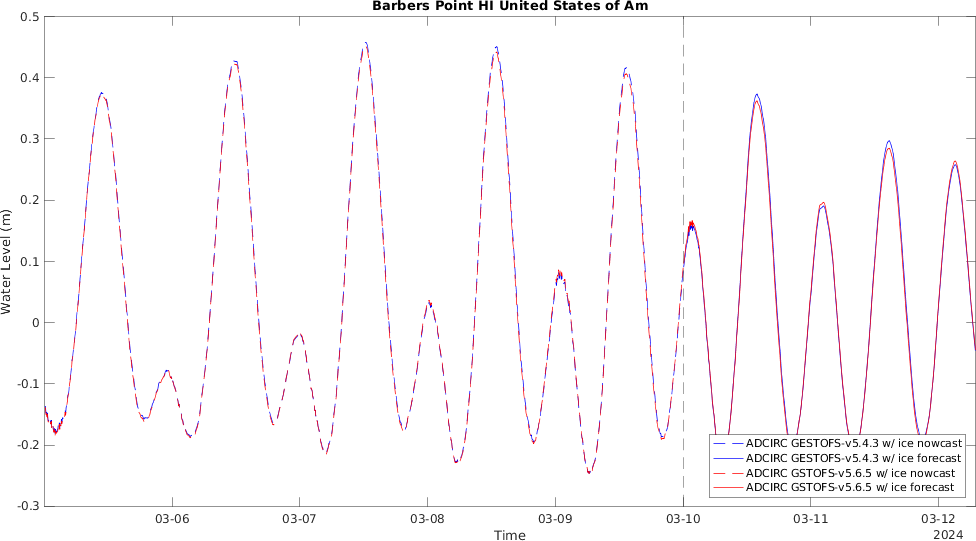 Barbers Point HI United States of Am
0.5
0.4
0.3
0.2
0.1
0
-0.1
-0.2
-0.3
Water Level (m)
ADCIRC GESTOFS-v5.4.3 w/ ice nowcast
ADCIRC GESTOFS-v5.4.3 w/ ice forecast
ADCIRC GSTOFS-v5.6.5 w/ ice nowcast
ADCIRC GSTOFS-v5.6.5 w/ ice forecast
03-06 03-07 03-08 03-09 03-10 03-11 03-12
Time
2024